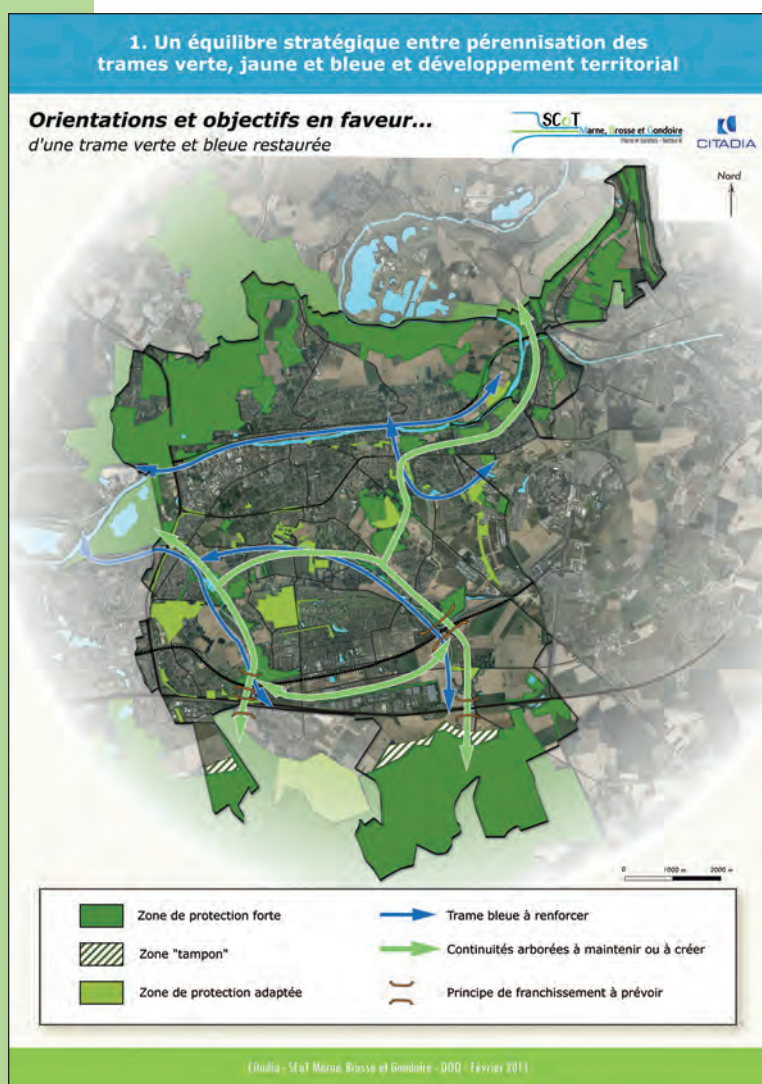 1. Un équilibre stratégique entre pérennisation des
trames verte, jaune et bleue et développement territorial
Orientations et objectifs en faveur...
d'une trame verte et bleue restaurée
SCoT
Marne, Brosse et Gondoire
CITADIA
Nord
0 1000 m 2000 m
Zone de protection forte
Zone "tampon"
Zone de protection adaptée
Trame bleue à renforcer
Continuités arborées à maintenir ou à créer
Principe de franchissement à prévoir
Citadia - SCoT Marne, Brosse et Gondoire - DOO - Février 2011